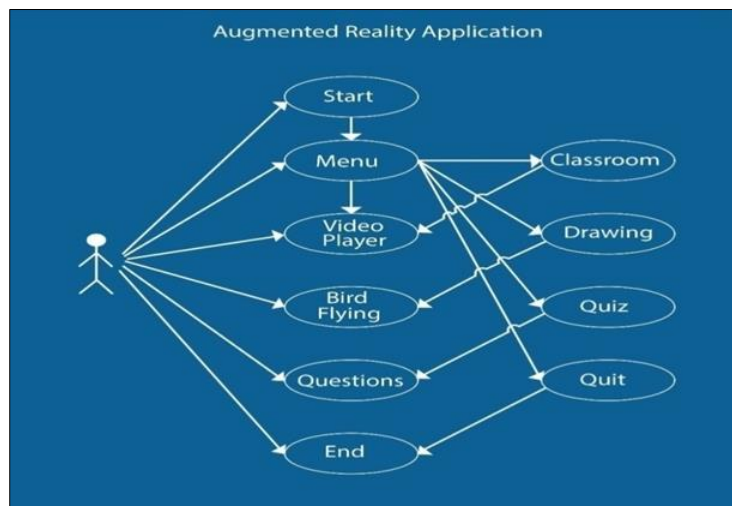 Augmented Reality Application
Start
Menu
Classroom
Video
Player
Drawing
Bird
Flying
Quiz
Questions
Quit
End